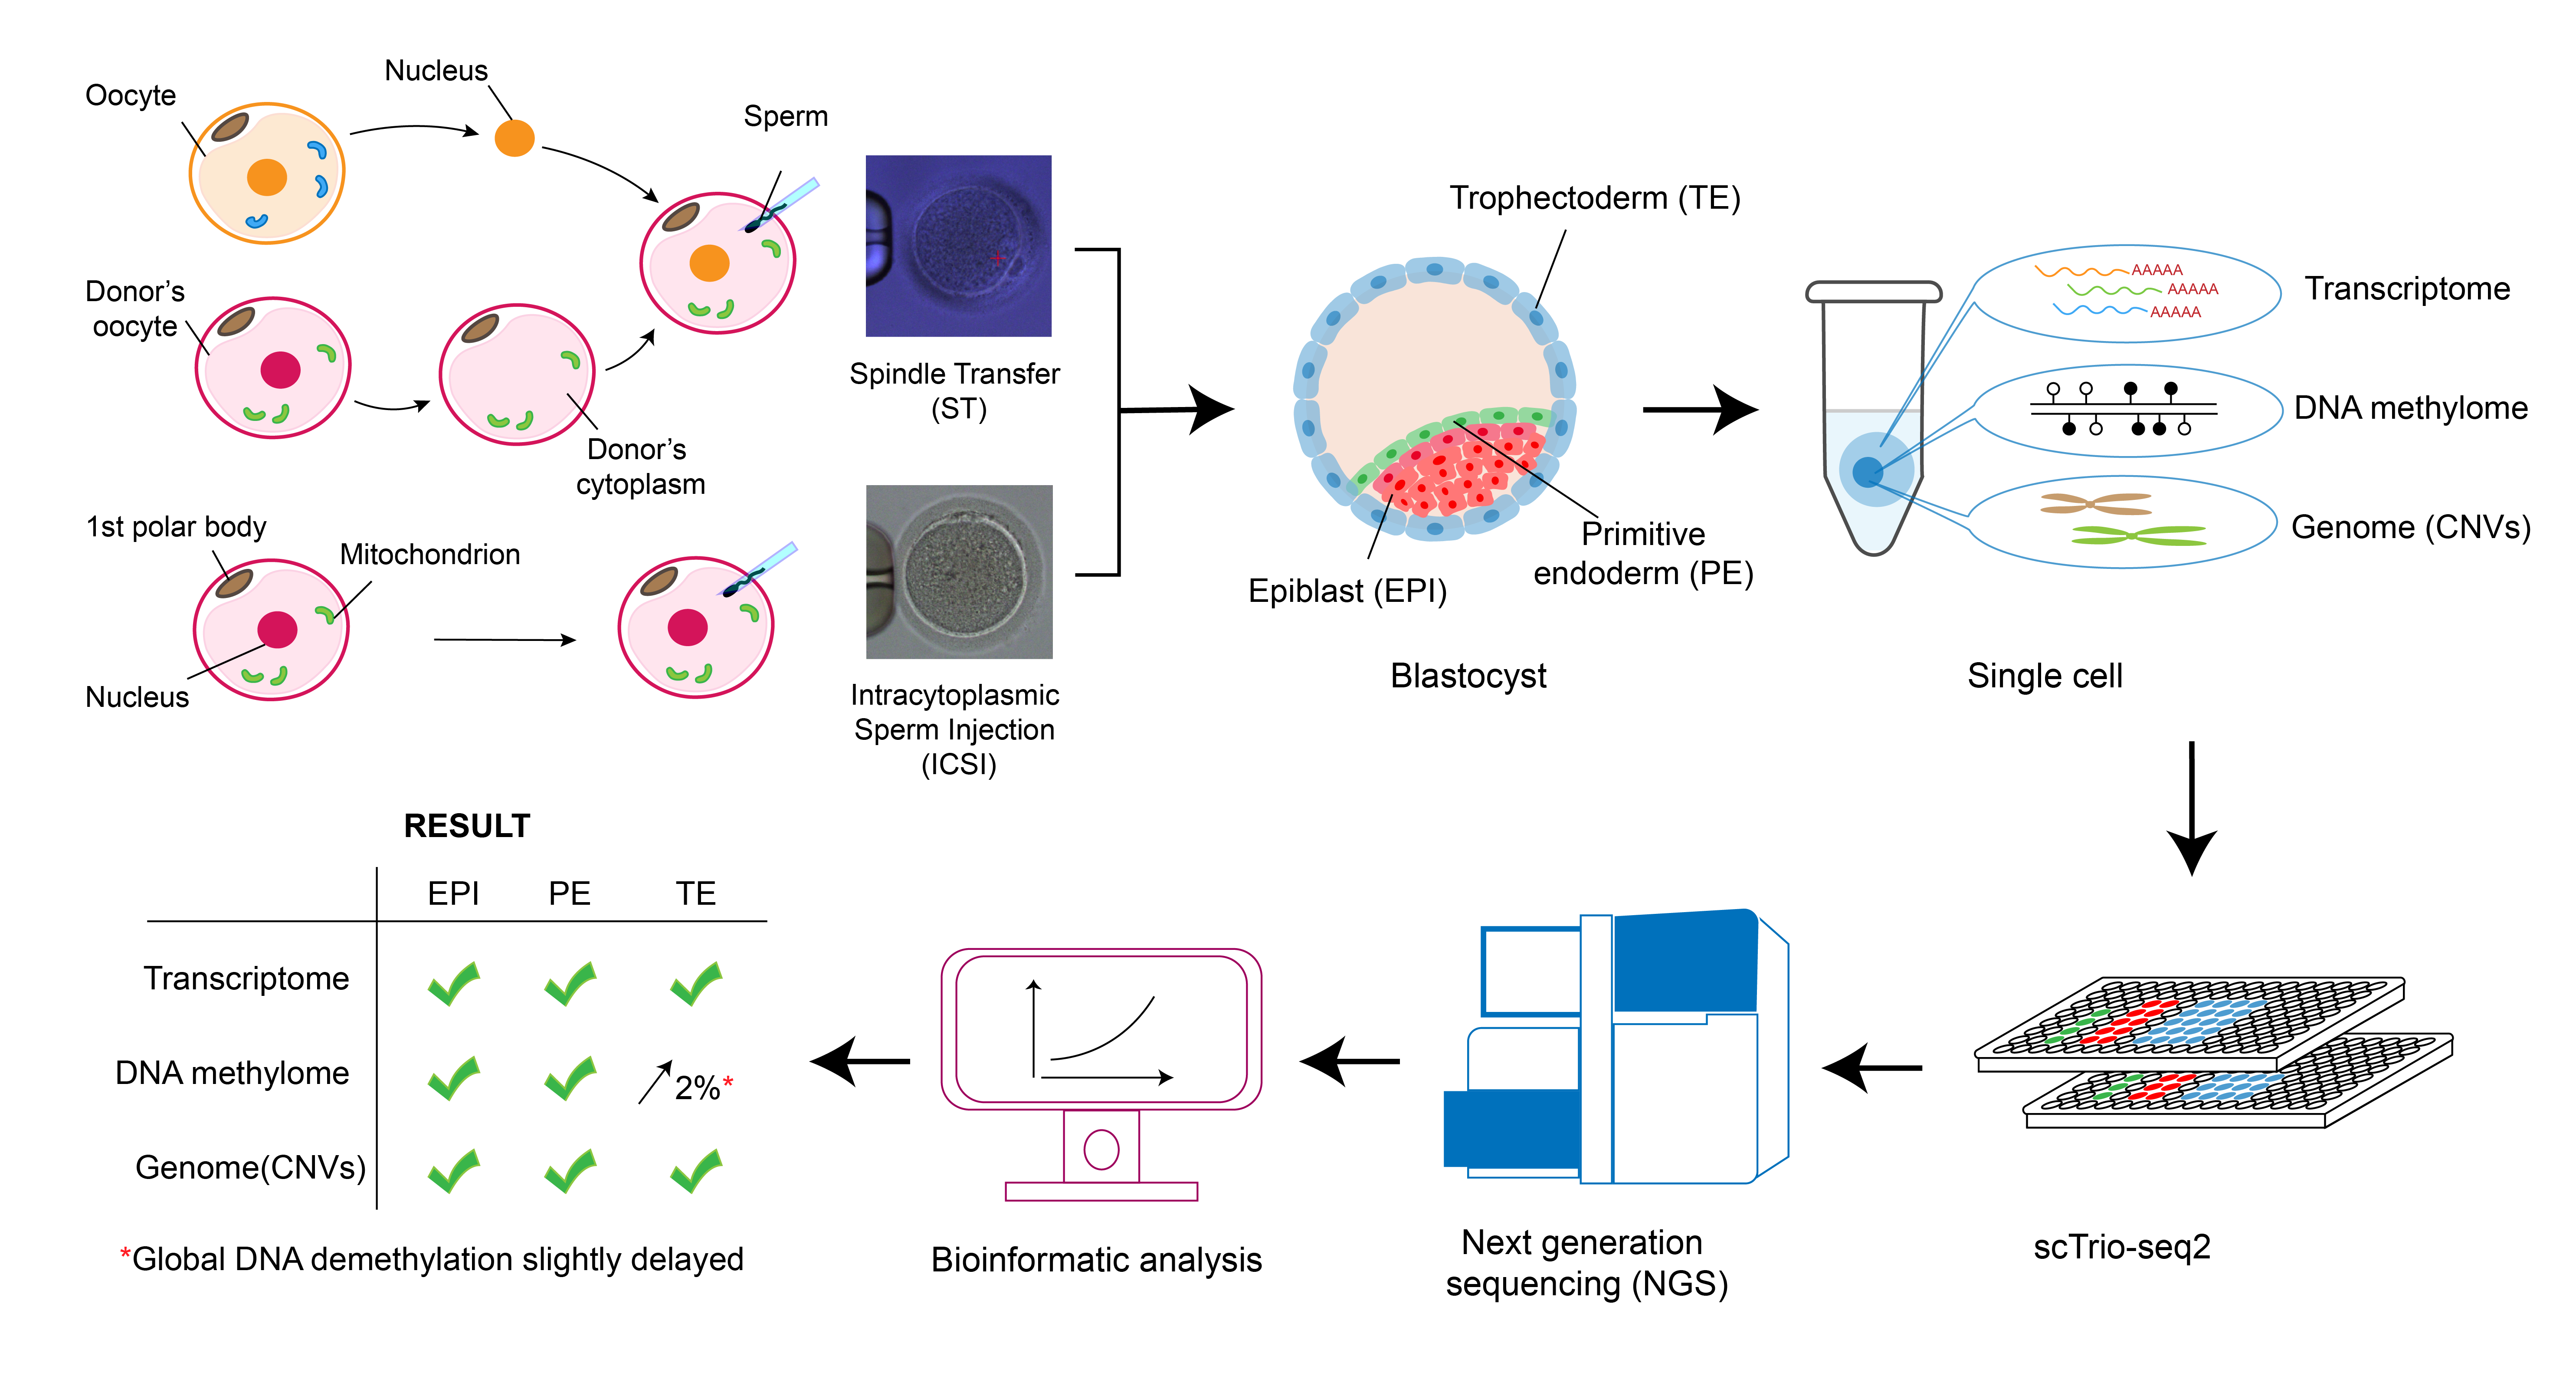 Oocyte
Nucleus
Sperm
Donor's
oocyte
Donor's
cytoplasm
Spindle Transfer
(ST)
1st polar body
Mitochondrion
Nucleus
Intracytoplasmic
Sperm Injection
(ICSI)
Trophectoderm (TE)
Primitive
endoderm (PE)
Epiblast (EPI)
Blastocyst
AAAAA
AAAAA
AAAAA
Transcriptome
DNA methylome
Genome (CNVs)
Single cell
scTrio-seq2
Next generation
sequencing (NGS)
Bioinformatic analysis
RESULT
EPI PE TE
Transcriptome
DNA methylome 2%*
Genome(CNVs)
*Global DNA demethylation slightly delayed